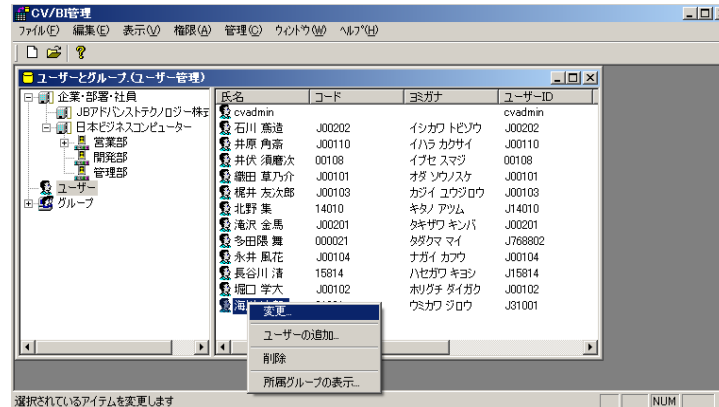 CV/BI管理
ファイル(F) 編集(E) 表示(V) 権限(A) 管理(C) ウィンドウ(W) ヘルプ(H)
ユーザーとグループ.(ユーザー管理)
企業・部署・社員
JBアドバンストテクノロジー株式
日本ビジネスコンピューター
営業部
開発部
管理部
ユーザー
グループ
氏名 コード ヨミガナ ユーザーID
cvadmin cvadmin
石川 鳶造 J00202 イシカワ トビゾウ J00202
井原 角斎 J00110 イハラ カクサイ J00110
井伏 須磨次 00108 イブセ スマジ 00108
織田 草乃介 J00101 オダ ソウノスケ J00101
梶井 友次郎 J00103 カジイ ユウジロウ J00103
北野 集 14010 キタノ アツム J14010
滝沢 金馬 J00201 タキザワ キンバ J00201
多田隈 舞 000021 タダクマ マイ J768802
永井 風花 J00104 ナガイ カフウ J00104
長谷川 清 15814 ハセガワ キヨシ J15814
堀口 学大 J00102 ホリグチ ダイガク J00102
ウミカワ ジロウ J31001
変更...
ユーザーの追加...
削除
所属グループの表示...
選択されているアイテムを変更します
NUM